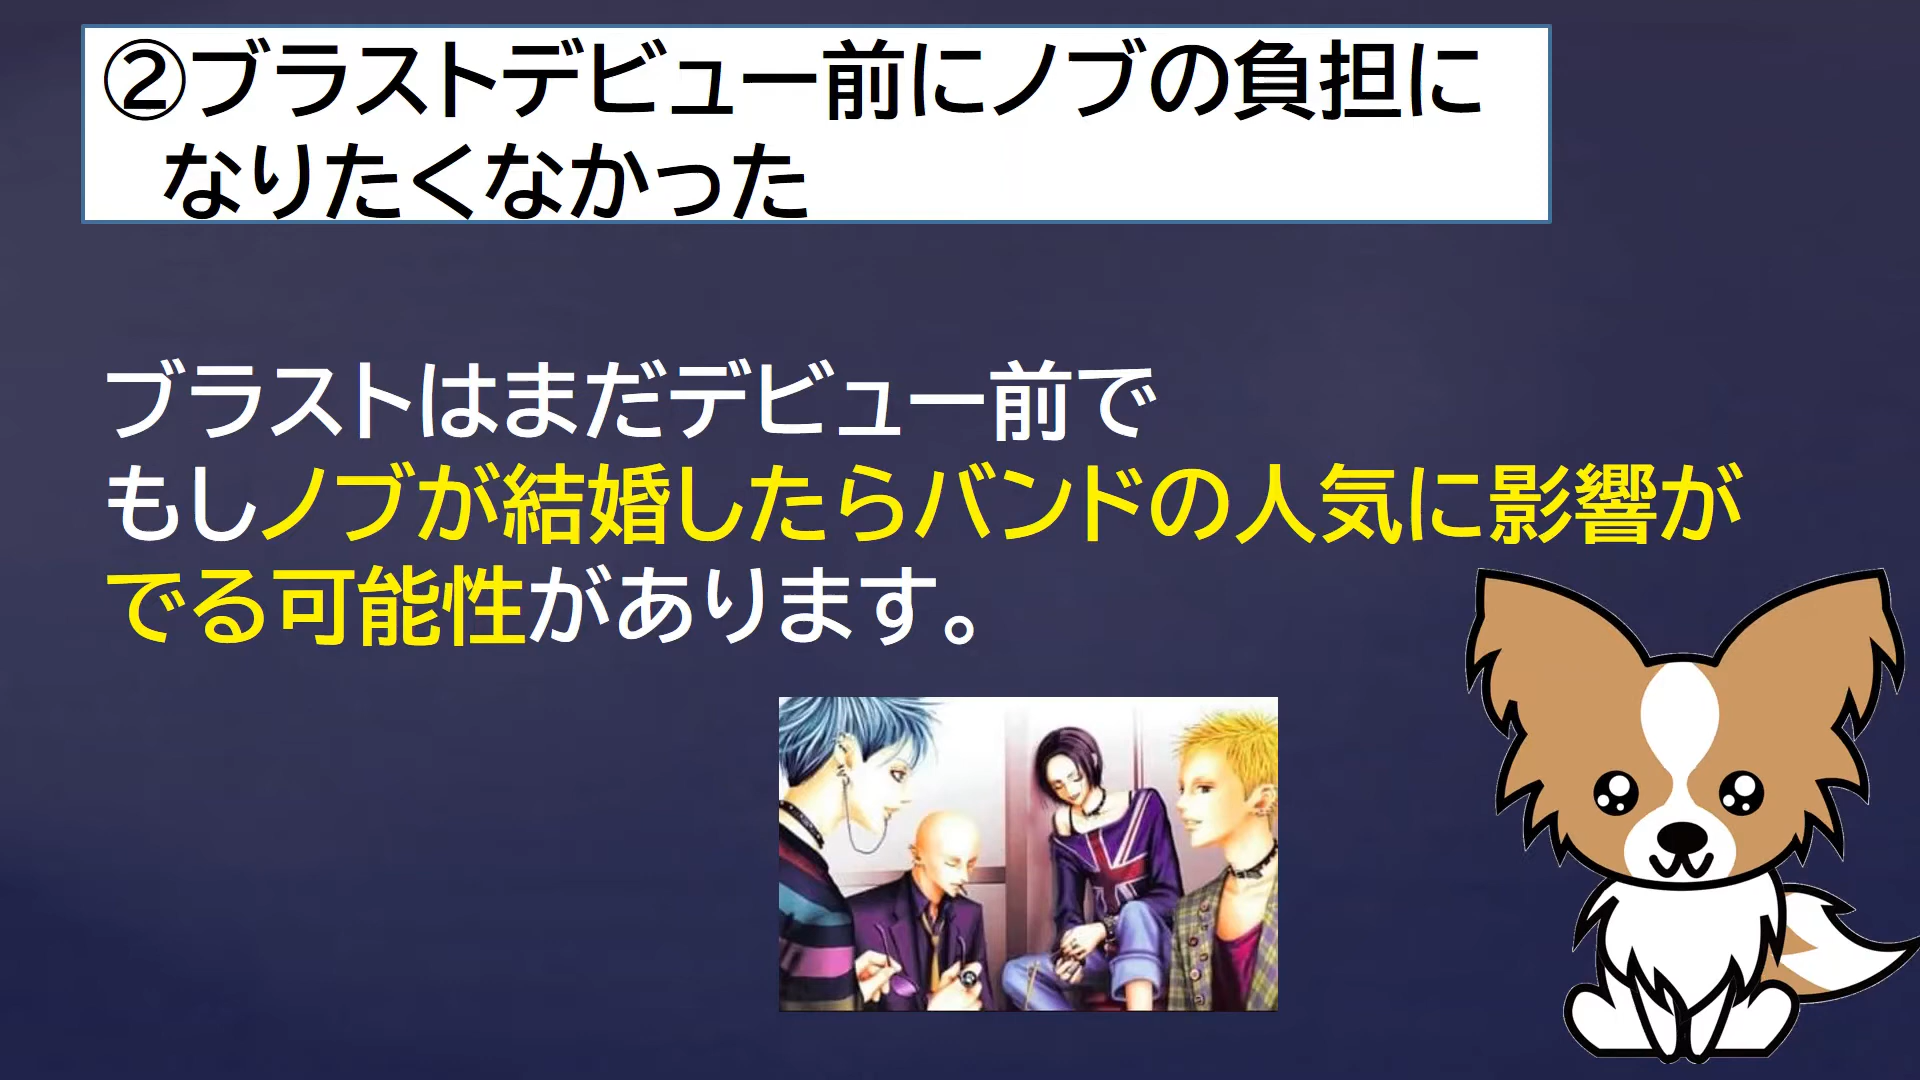 ②ブラストデビュー前にノブの負担に
なりたくなかった
ブラストはまだデビュー前で
もしノブが結婚したらバンドの人気に影響が
でる可能性があります。